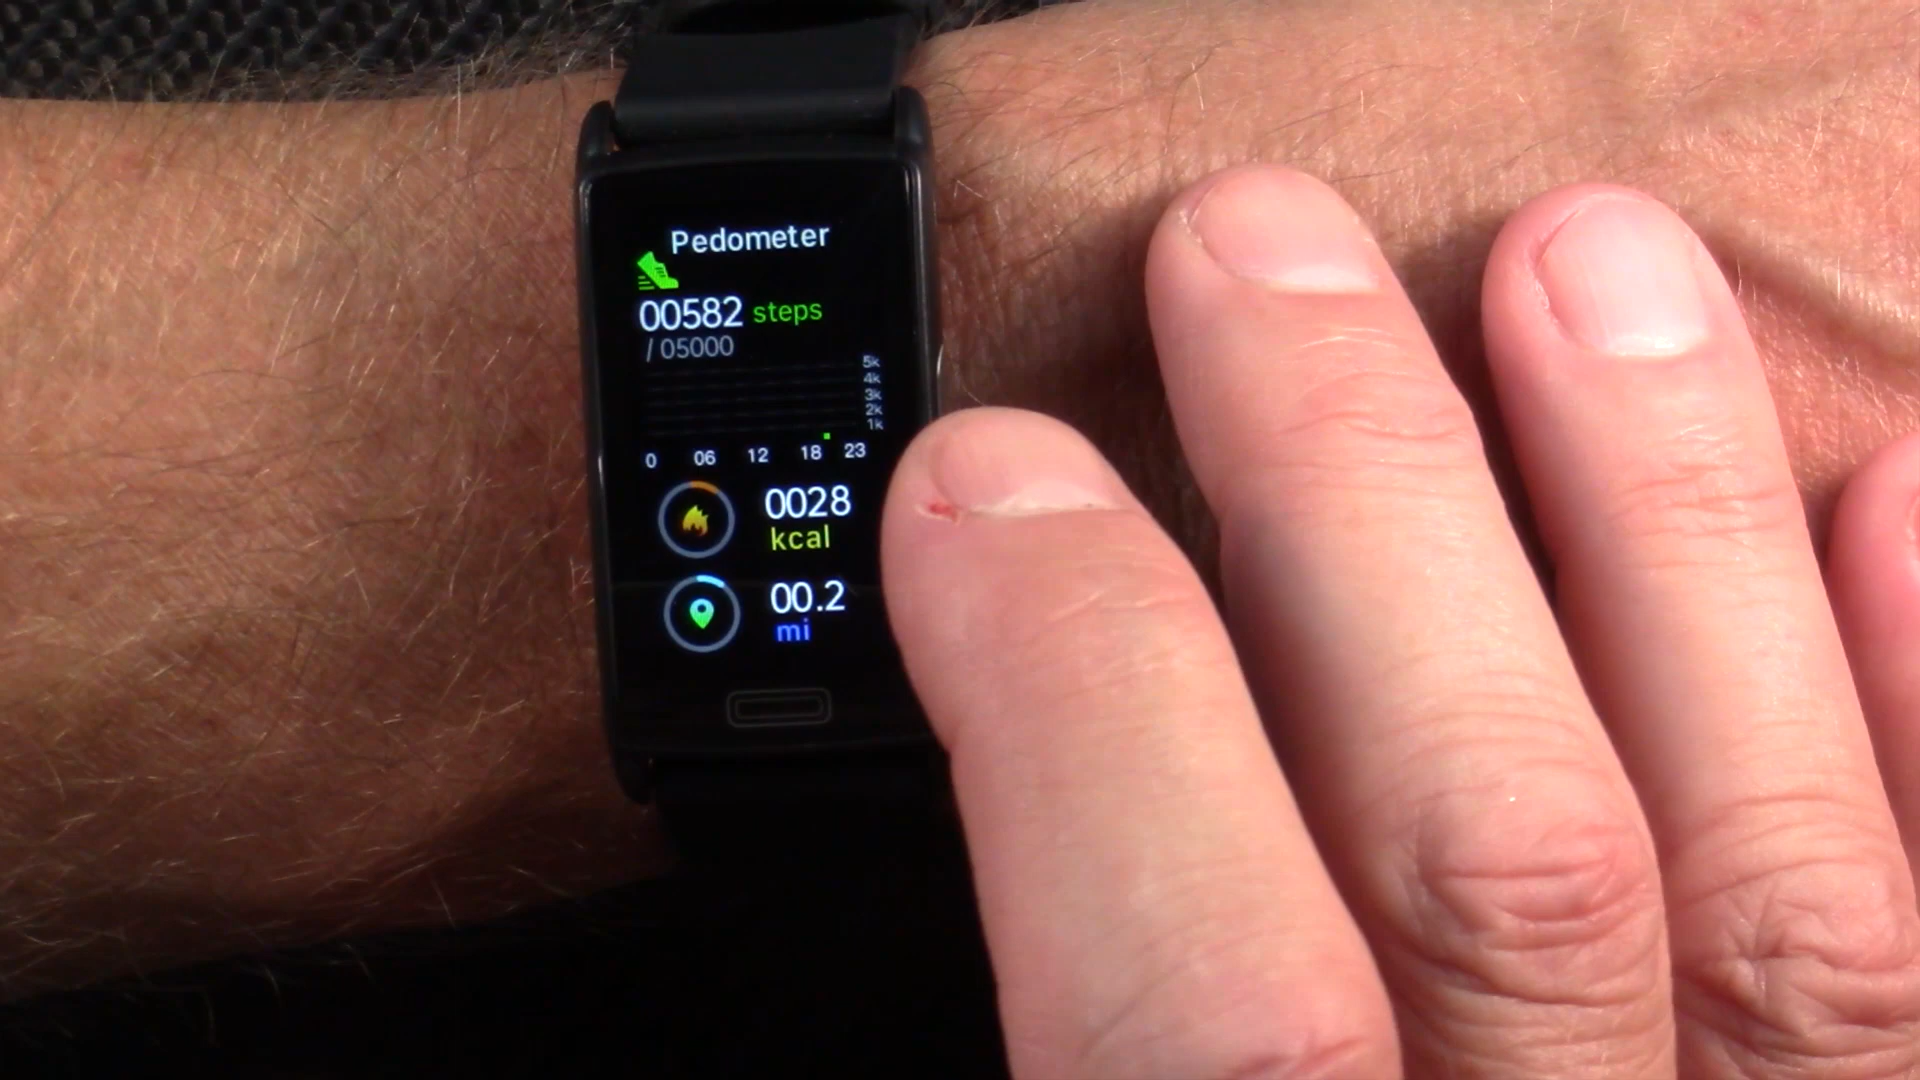 Pedometer
00582 steps
/ 05000
5k
4k
3k
2k
1k
0 06 12 18 23
0028
kcal
00.2
mi